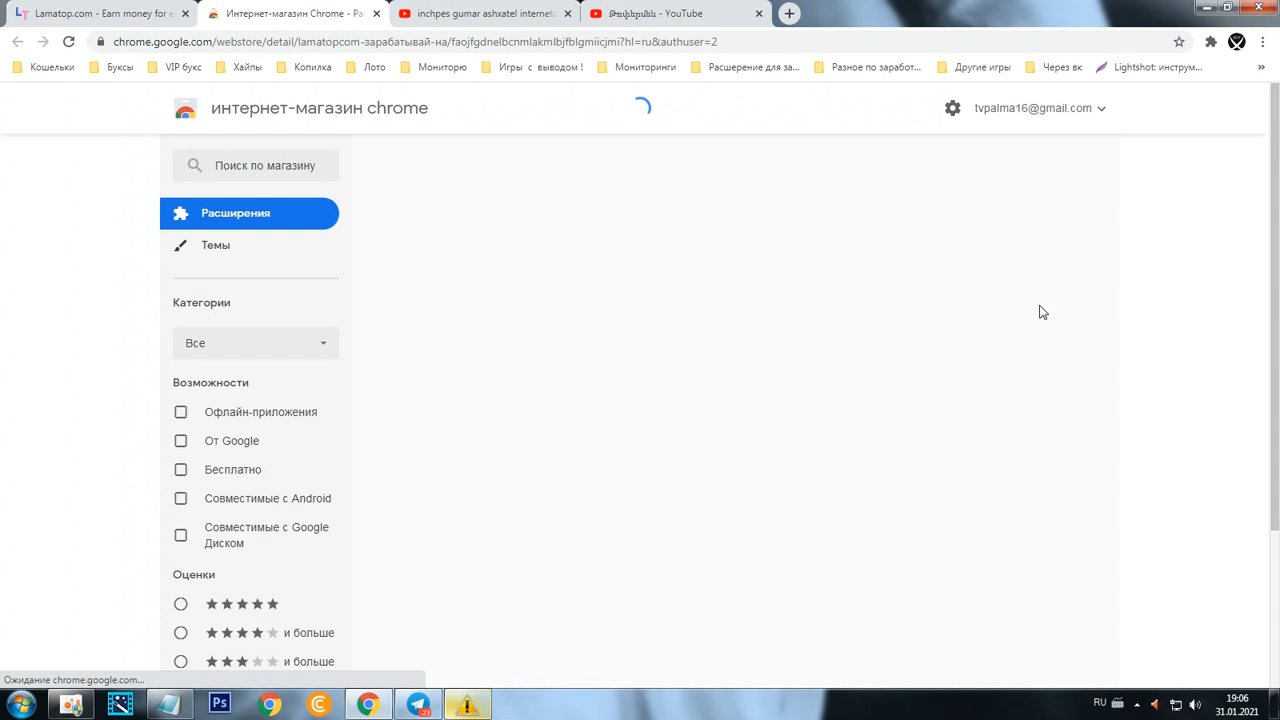 Lamatop.com - Earn money for e
Интернет-магазин Chrome - Ра
inchpes gumar ashxatel internetc
YouTube
chrome.google.com/webstore/detail/lamatopcom-зарабатывай-на/faojfgdnelbcnmlakmlbjfblgmiicjmi?hl=ru&authuser=2
Кошельки
Буксы
VIP букс
Хайпы
Копилка
Лото
Мониторю
Игры с выводом !
Мониторинги
Расширение для за...
Разное по заработ...
Другие игры
Через вк
Lightshot: инструм...
»
интернет-магазин chrome
tvpalma16@gmail.com
Поиск по магазину
Расширения
Темы
Категории
Все
Возможности
Офлайн-приложения
От Google
Бесплатно
Совместимые с Android
Совместимые с Google
Диском
Оценки
и больше
и больше
Ожидание chrome.google.com...
Ps
23
RU
19:06
31.01.2021